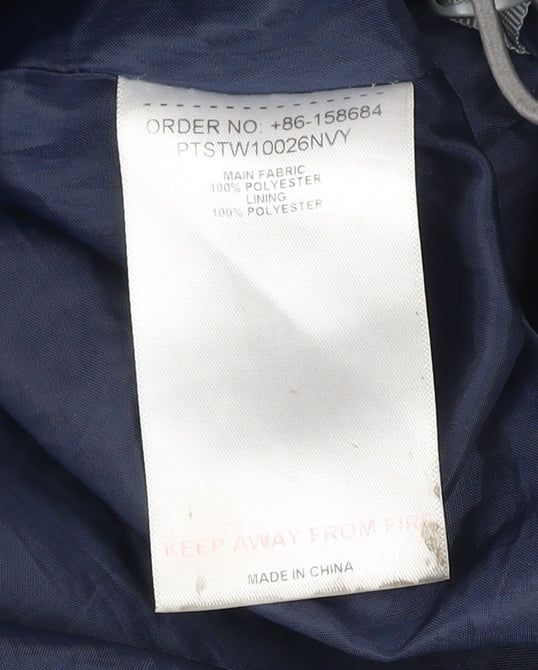 ORDER NO: +86-158684
PTSTW10026NVY
MAIN FABRIC
100% POLYESTER
LINING
100% POLYESTER
KEEP AWAY FROM FIRE
MADE IN CHINA